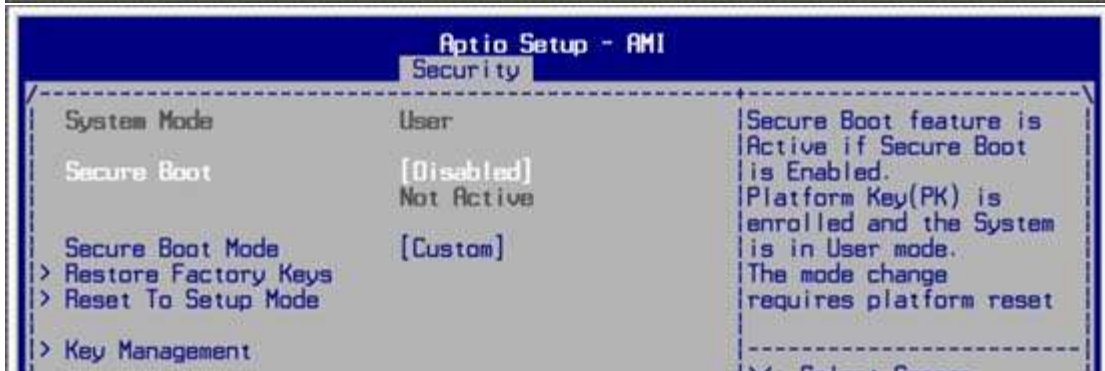 Aptio Setup - AMI
Security
System Mode User
Secure Boot [Disabled]
Not Active
Secure Boot Mode [Custom]
> Restore Factory Keys
> Reset To Setup Mode
> Key Management
Secure Boot feature is
Active if Secure Boot
is Enabled.
Platform Key(PK) is
enrolled and the System
is in User mode.
The mode change
requires platform reset